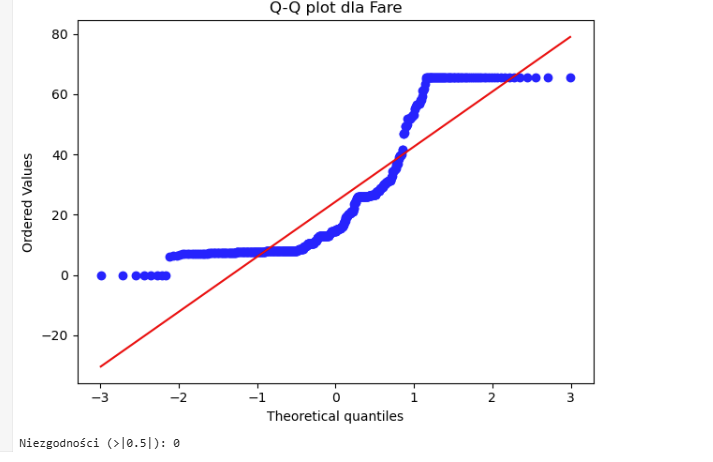 Q-Q plot dla Fare
80
60
40
20
0
−20
Ordered Values
−3 −2 −1 0 1 2 3
Theoretical quantiles
Niezgodności (>|0.5|): 0